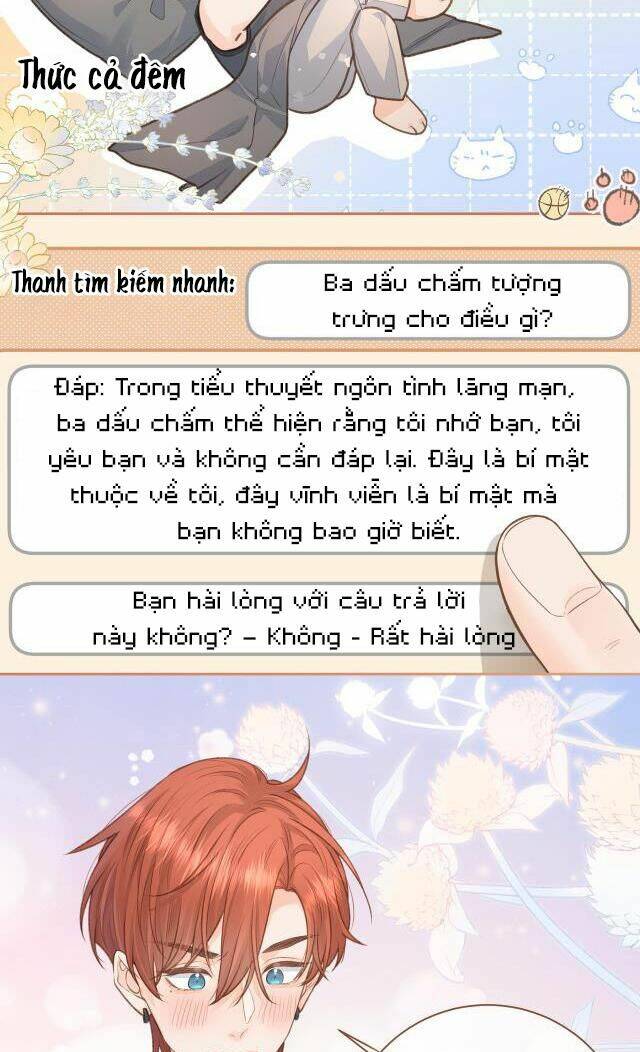 Thức cả đêm
Thanh tìm kiếm nhanh:
Ba dấu chấm tượng
trưng cho điều gì?
Đáp: Trong tiểu thuyết ngôn tình lãng mạn,
ba dấu chấm thể hiện rằng tôi nhớ bạn, tôi
yêu bạn và không cần đáp lại. Đây là bí mật
thuộc về tôi, đây vĩnh viễn là bí mật mà
bạn không bao giờ biết.
Bạn hài lòng với câu trả lời
này không? – Không - Rất hài lòng